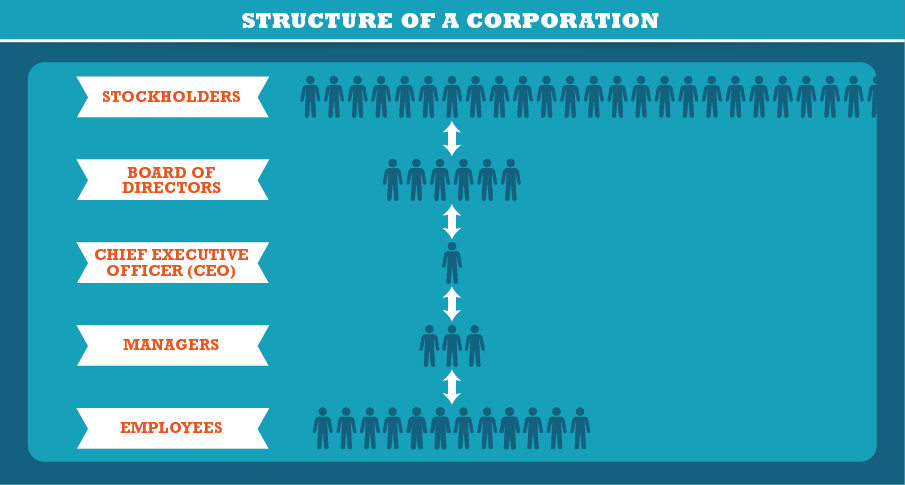 STRUCTURE OF A CORPORATION
STOCKHOLDERS
BOARD OF
DIRECTORS
CHIEF EXECUTIVE
OFFICER (CEO)
MANAGERS
EMPLOYEES